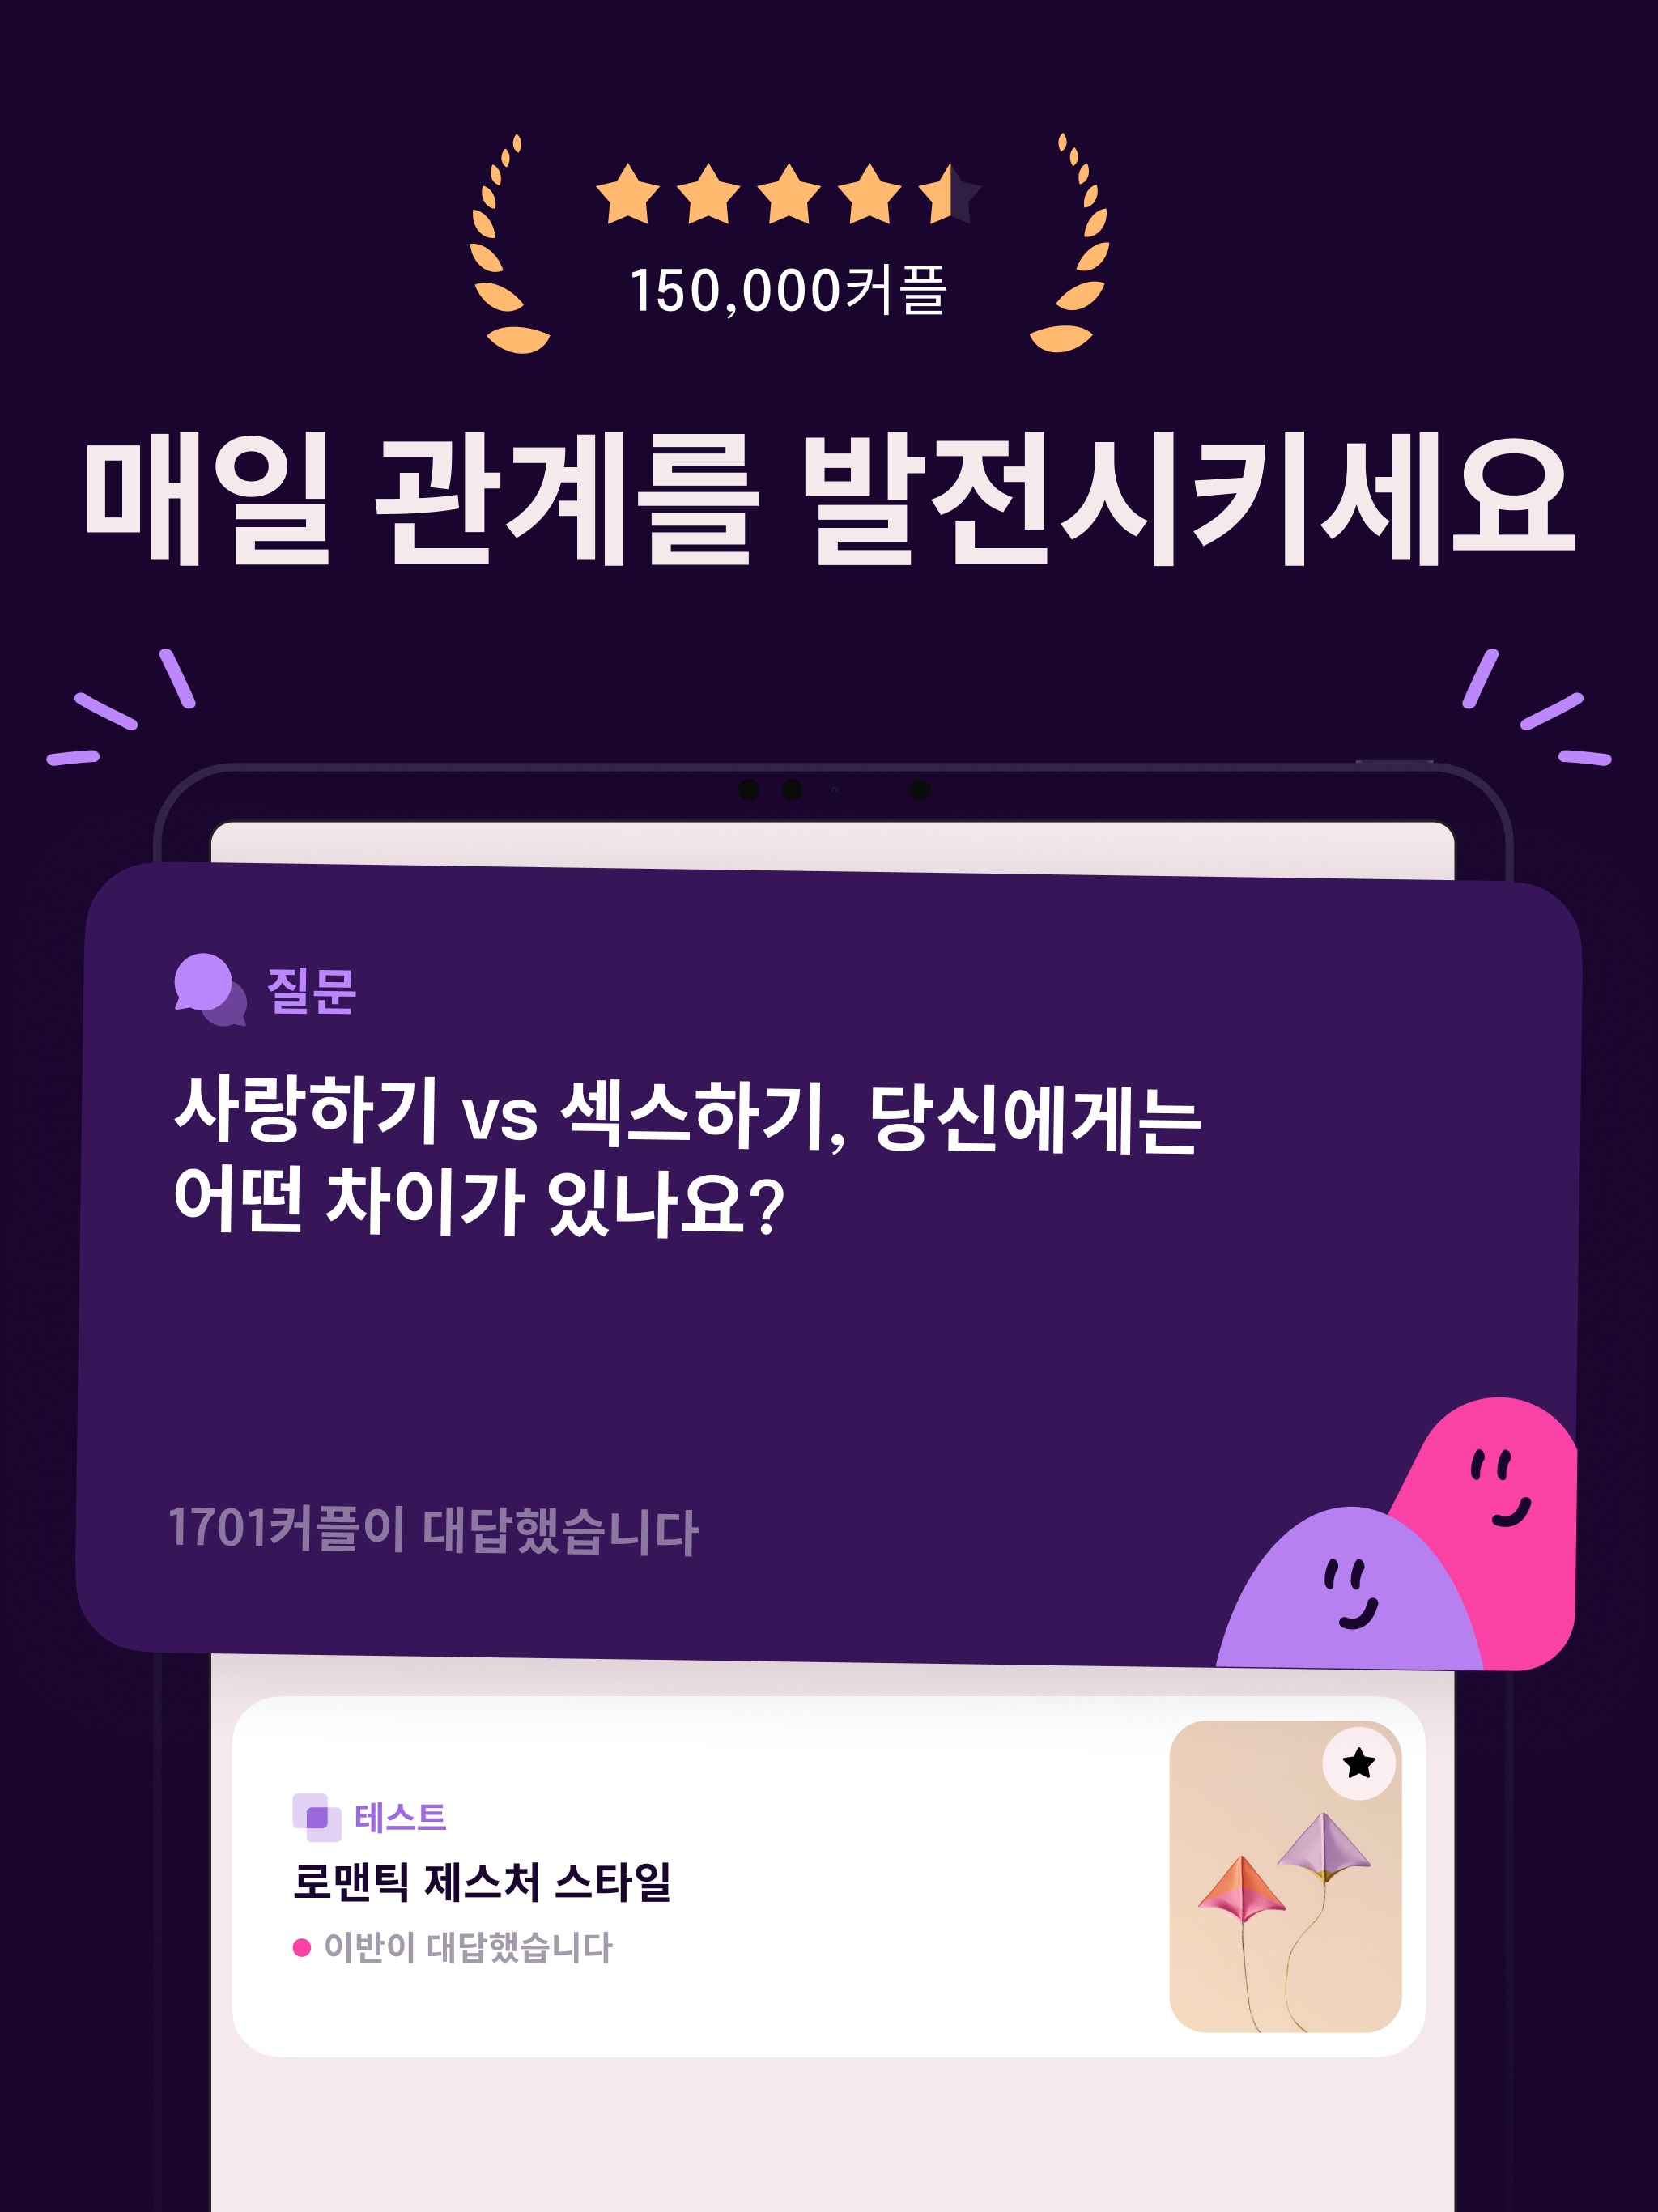 150,000커플
매일 관계를 발전시키세요
질문
사랑하기 vs 섹스하기, 당신에게는
어떤 차이가 있나요?
1701커플이 대답했습니다
테스트
로맨틱 제스처 스타일
이반이 대답했습니다